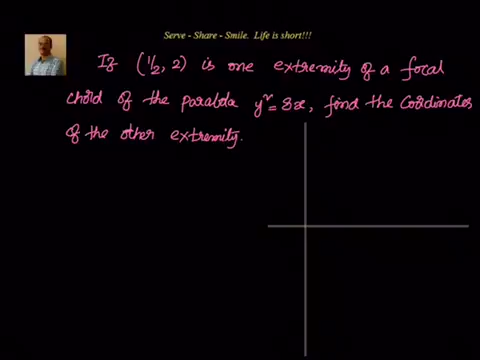 Serve - Share - Smile. Life is short!!!
If (1/2, 2) is one extremity of a focal
chord of the parabola y² = 8x, find the coordinates
of the other extremity.